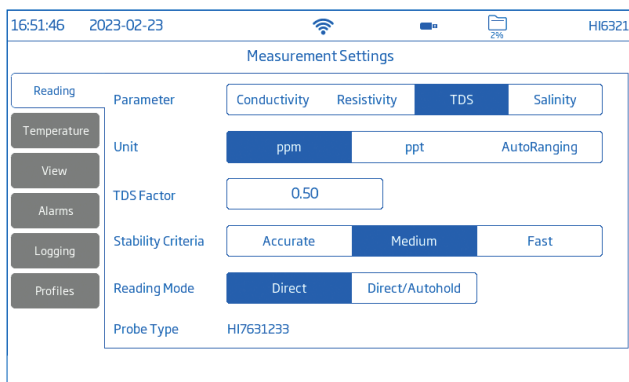 16:51:46 2023-02-23 2% HI6321
Measurement Settings
Reading
Temperature
View
Alarms
Logging
Profiles
Parameter Conductivity Resistivity TDS Salinity
Unit ppm ppt AutoRanging
TDS Factor 0.50
Stability Criteria Accurate Medium Fast
Reading Mode Direct Direct/Autohold
Probe Type HI7631233